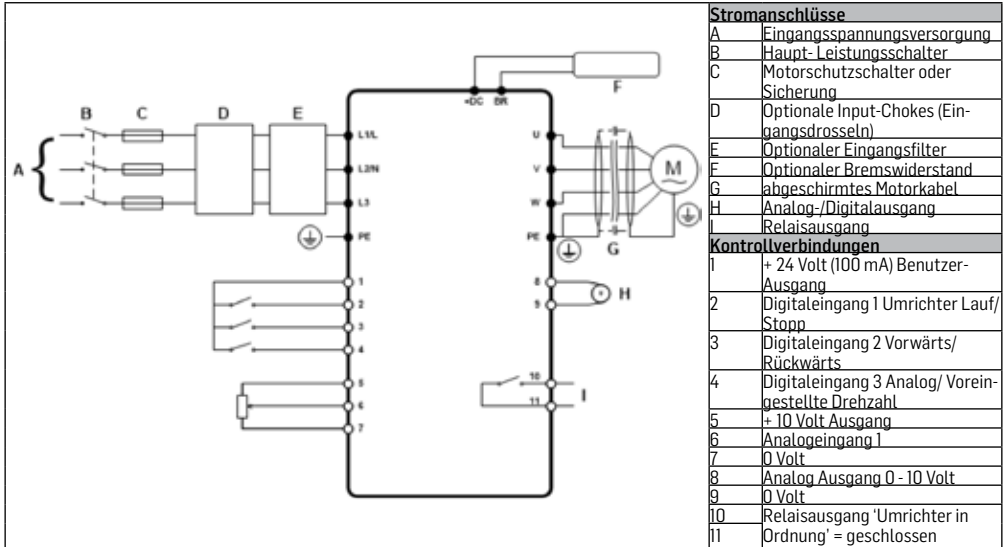 +DC BR
F
B C D E
A
L1/L
L2/N
L3
PE
U
V
W
PE
M
G
1
2
3
4
5
6
7
8
9
H
10
11
I
Stromanschlüsse
A Eingangsspannungsversorgung
B Haupt- Leistungsschalter
C Motorschutzschalter oder
Sicherung
D Optionale Input-Chokes (Ein-
gangsdrosseln)
E Optionaler Eingangsfilter
F Optionaler Bremswiderstand
G abgeschirmtes Motorkabel
H Analog-/Digitalausgang
I Relaisausgang
Kontrollverbindungen
1 + 24 Volt (100 mA) Benutzer-
Ausgang
2 Digitaleingang 1 Umrichter Lauf/
Stopp
3 Digitaleingang 2 Vorwärts/
Rückwärts
4 Digitaleingang 3 Analog/ Vorein-
gestellte Drehzahl
5 + 10 Volt Ausgang
6 Analogeingang 1
7 0 Volt
8 Analog Ausgang 0 - 10 Volt
9 0 Volt
10 Relaisausgang ‘Umrichter in
11 Ordnung’ = geschlossen